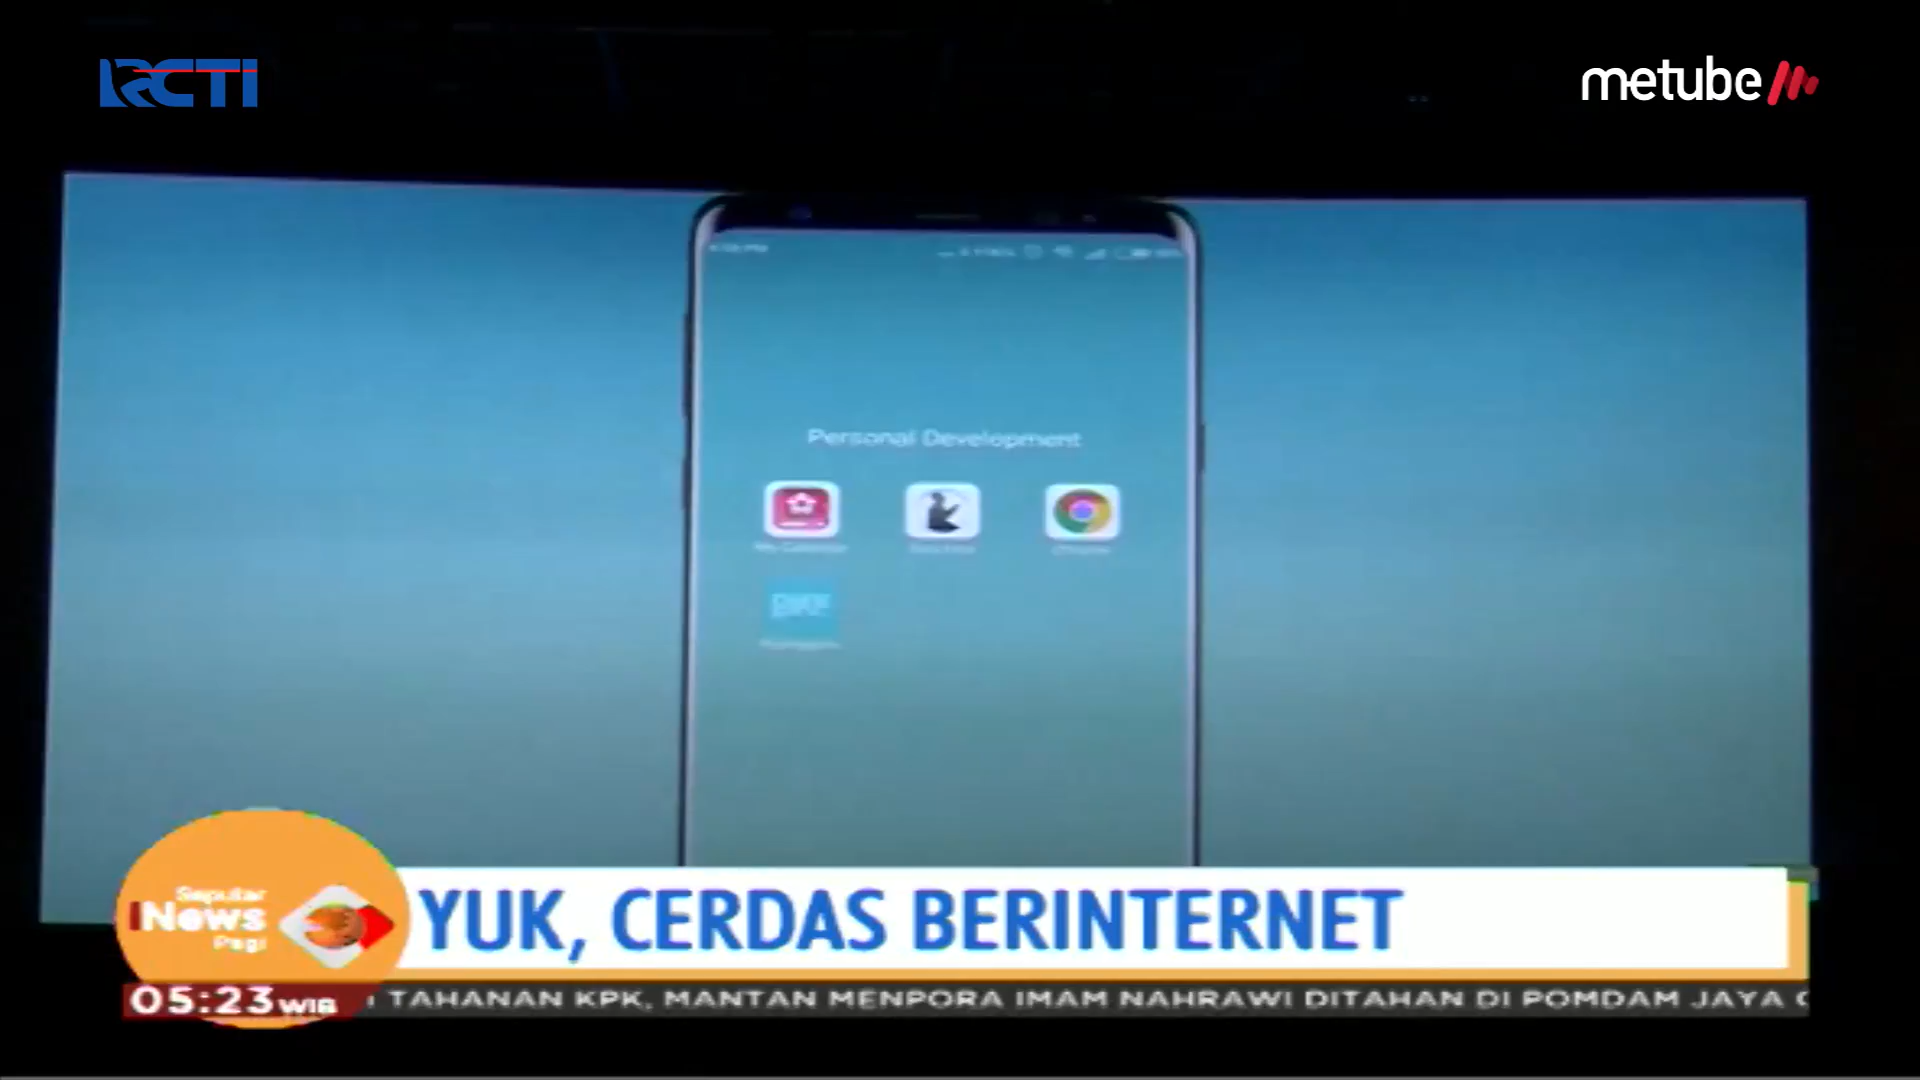 RCTI
metube
Personal Development
Seputar
iNews
Pagi
YUK, CERDAS BERINTERNET
05:23 WIB
I TAHANAN KPK, MANTAN MENPORA IMAM NAHRAWI DITAHAN DI POMDAM JAYA